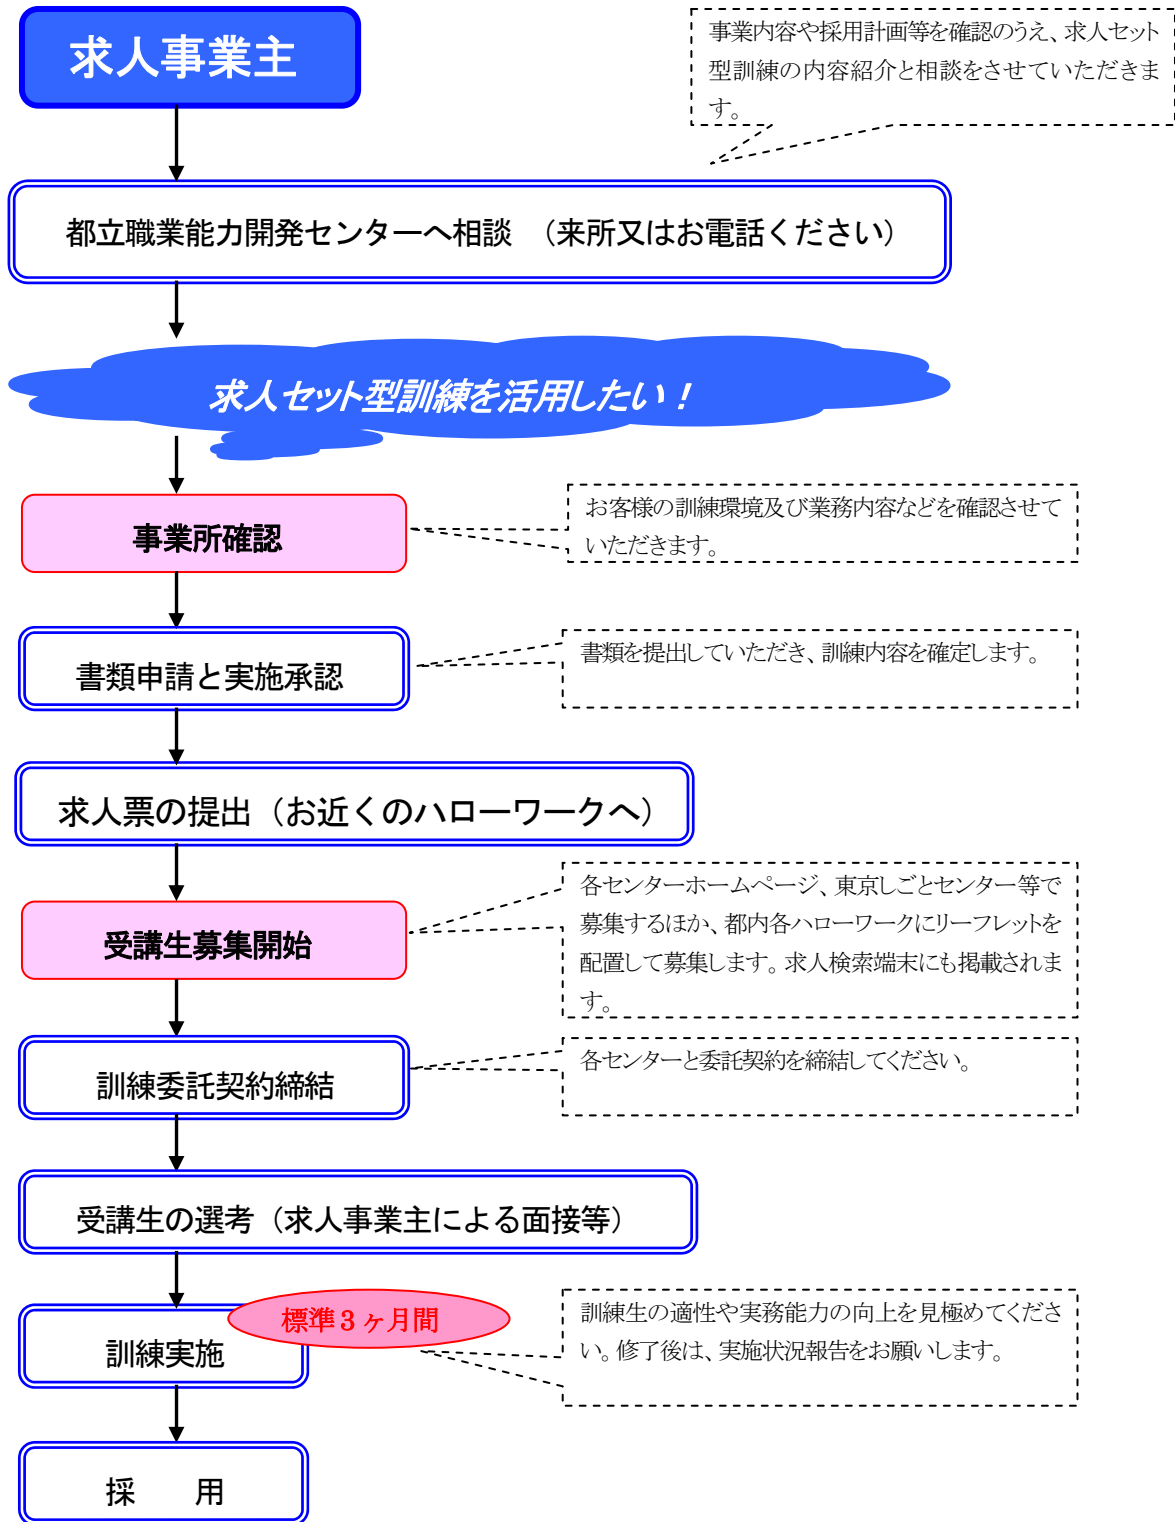 求人事業主
事業内容や採用計画等を確認のうえ、求人セット
型訓練の内容紹介と相談をさせていただきま
す。
都立職業能力開発センターへ相談　（来所又はお電話ください）
求人セット型訓練を活用したい！
事業所確認
お客様の訓練環境及び業務内容などを確認させて
いただきます。
書類申請と実施承認
書類を提出していただき、訓練内容を確定します。
求人票の提出（お近くのハローワークへ）
受講生募集開始
各センターホームページ、東京しごとセンター等で
募集するほか、都内各ハローワークにリーフレットを
配置して募集します。求人検索端末にも掲載されま
す。
訓練委託契約締結
各センターと委託契約を締結してください。
受講生の選考（求人事業主による面接等）
標準３ヶ月間
訓練実施
訓練生の適性や実務能力の向上を見極めてくださ
い。修了後は、実施状況報告をお願いします。
採　　用